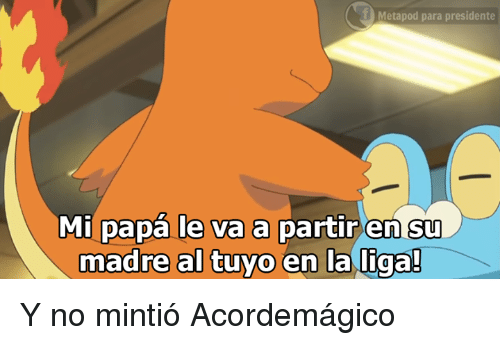 Metapod para presidente
Mi papá le va a partir en su
madre al tuyo en la liga!
Y no mintió Acordemágico